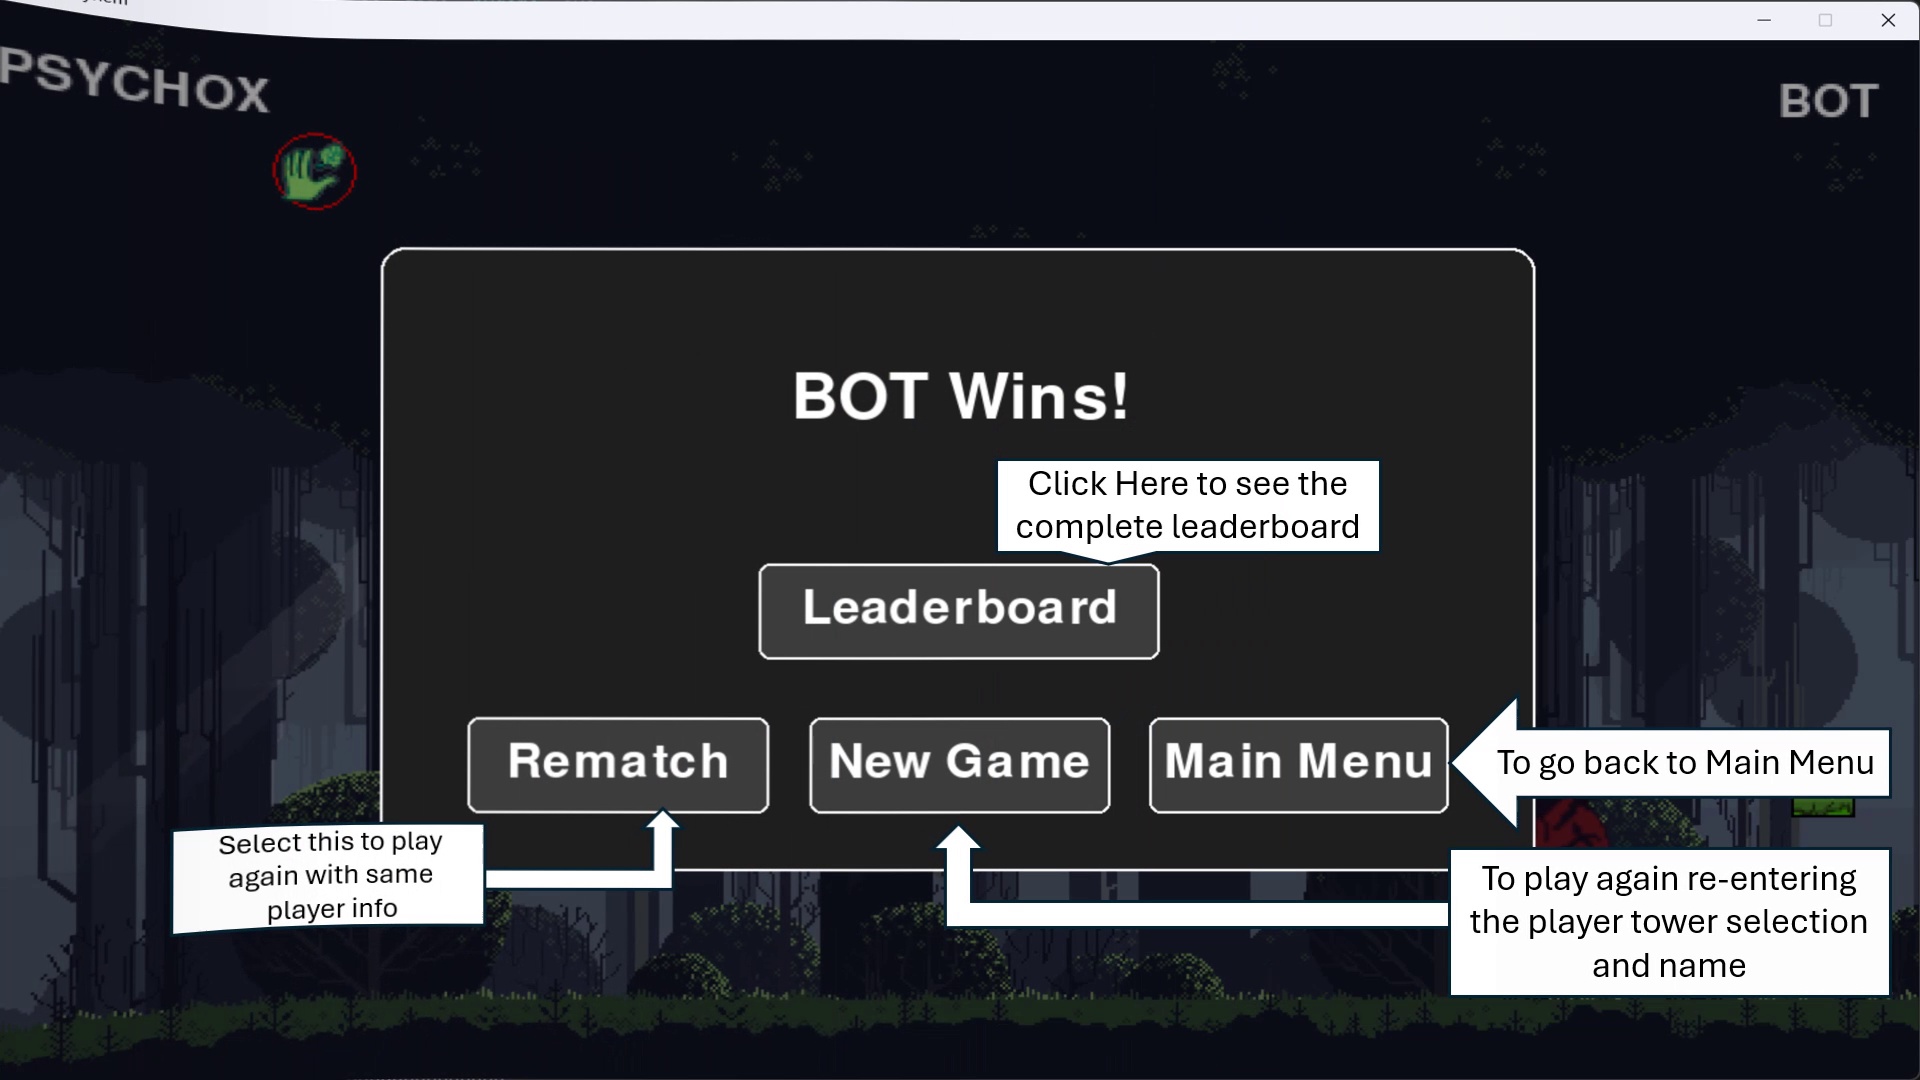 PSYCHOX
BOT
BOT Wins!
Click Here to see the
complete leaderboard
Leaderboard
Rematch
New Game
Main Menu
To go back to Main Menu
Select this to play
again with same
player info
To play again re-entering
the player tower selection
and name